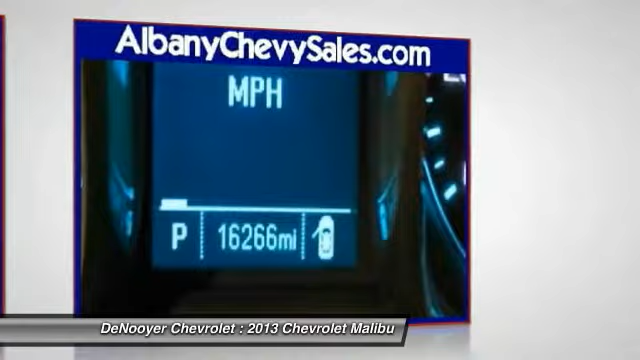 AlbanyChevySales.com
MPH
P 16266mi
DeNooyer Chevrolet : 2013 Chevrolet Malibu